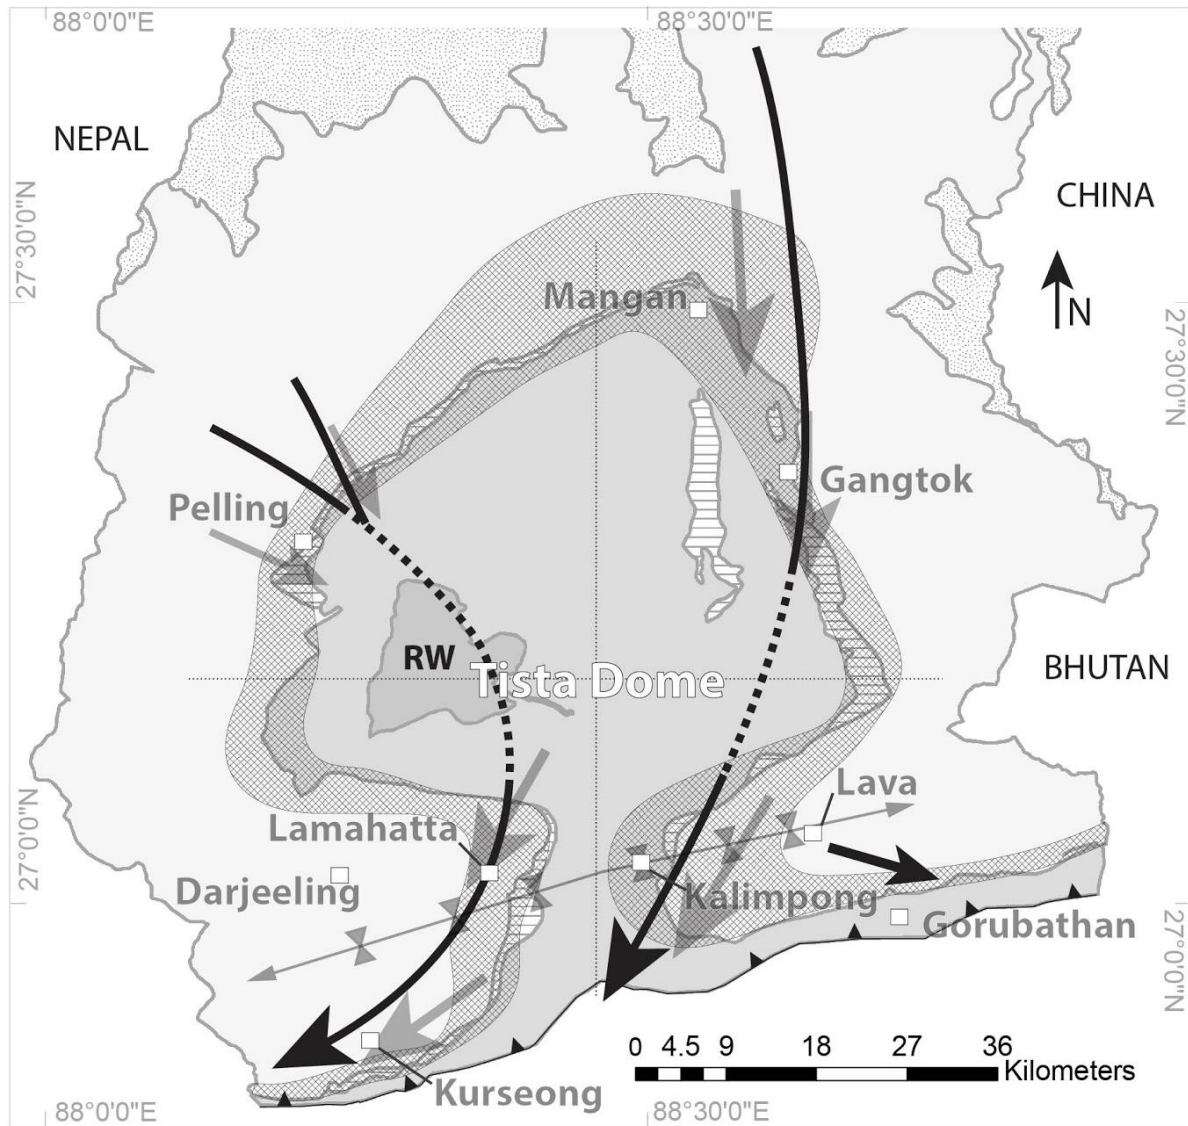 88°0'0"E
88°30'0"E
NEPAL
CHINA
27°30'0"N
N
Mangan
27°30'0"N
Gangtok
Pelling
RW
Tista Dome
BHUTAN
Lava
Lamahatta
27°0'0"N
Darjeeling
Kalimpong
Gorubathan
27°0'0"N
0 4.5 9 18 27 36
Kilometers
Kurseong
88°0'0"E
88°30'0"E